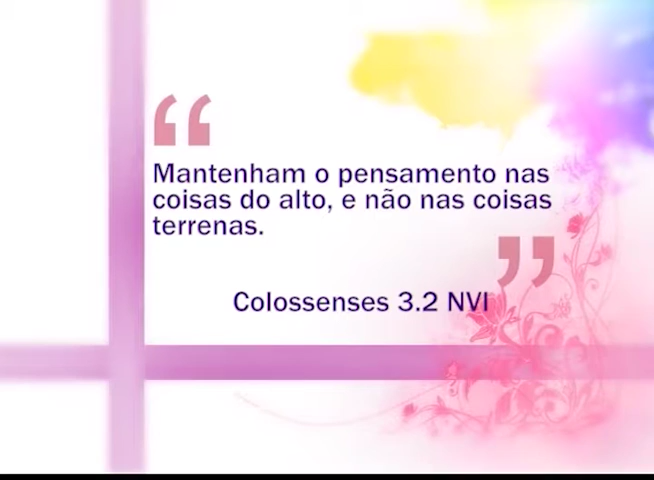 “
Mantenham o pensamento nas
coisas do alto, e não nas coisas
terrenas.
”
Colossenses 3.2 NVI